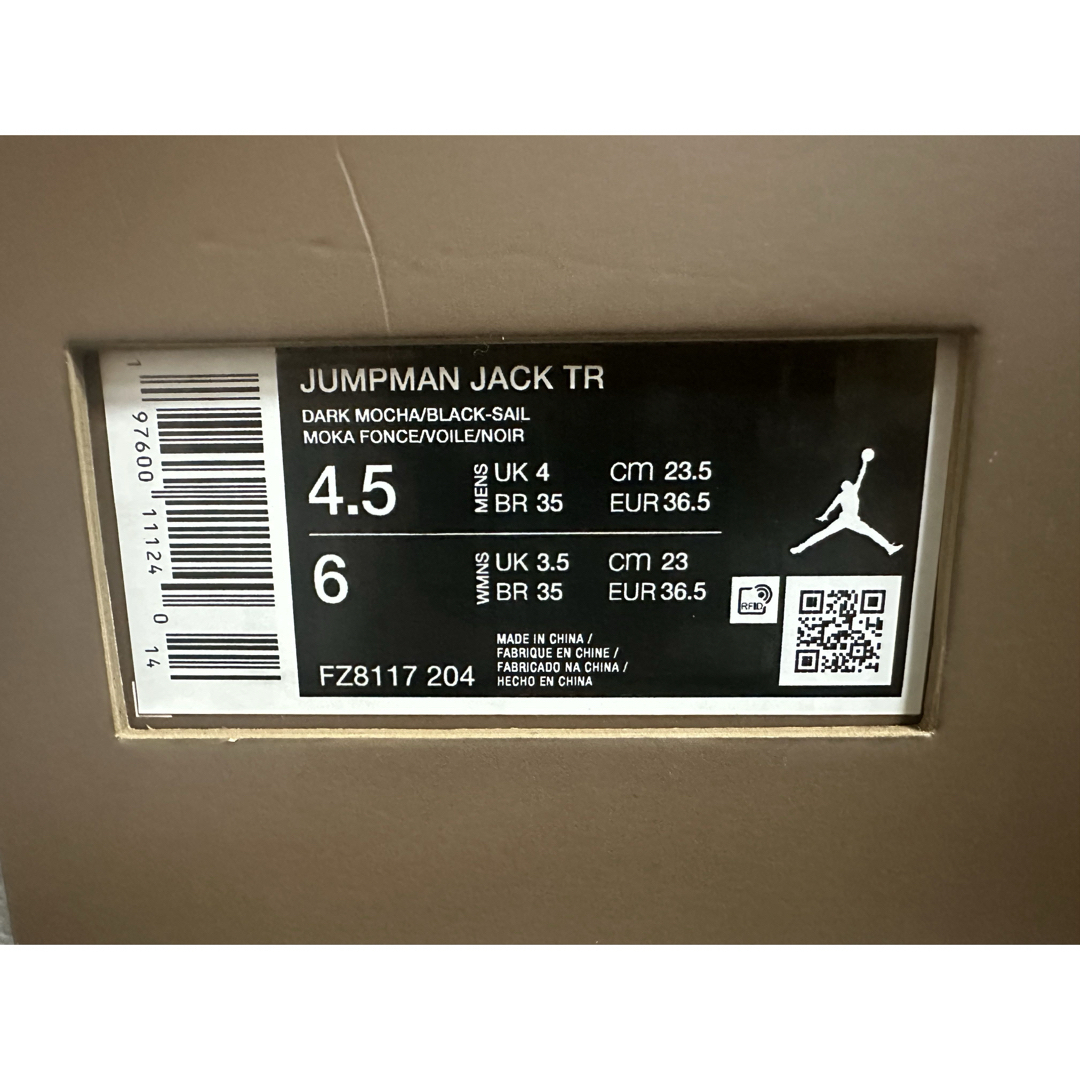 JUMPMAN JACK TR
DARK MOCHA/BLACK-SAIL
MOKA FONCE/VOILE/NOIR
4.5 MENS UK 4 CM 23.5
BR 35 EUR 36.5
6 WMNS UK 3.5 CM 23
BR 35 EUR 36.5
RFID
MADE IN CHINA /
FABRIQUE EN CHINE /
FABRICADO NA CHINA /
HECHO EN CHINA
FZ8117 204
1 97600 11124 0 14